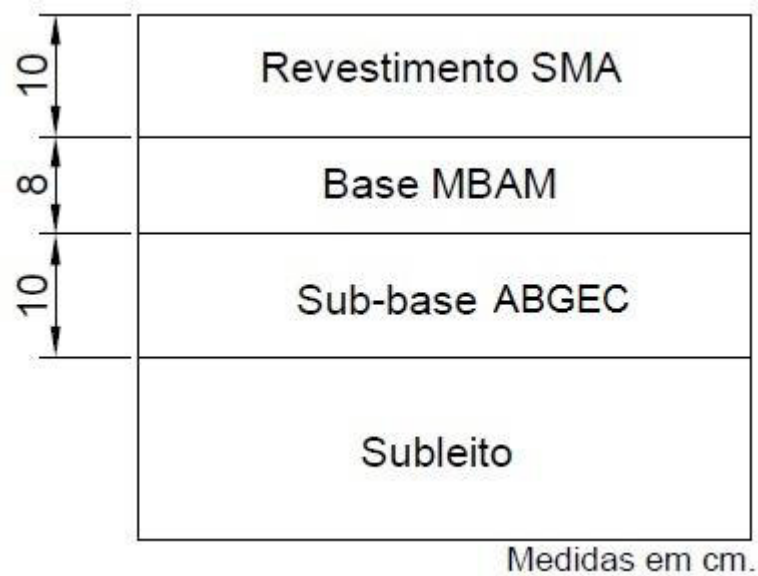 10
Revestimento SMA
8
Base MBAM
10
Sub-base ABGEC
Subleito
Medidas em cm.